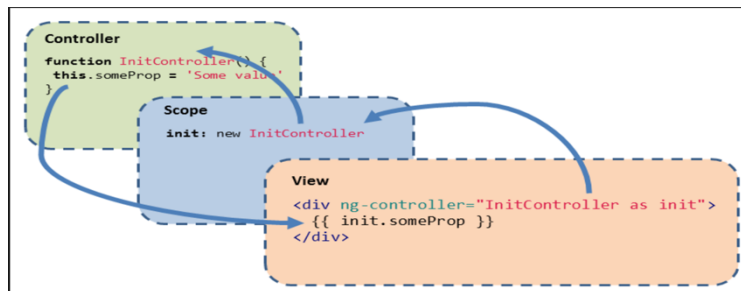 Controller
function InitController() {
this.someProp = 'Some value'
}
Scope
init: new InitController
View
<div ng-controller="InitController as init">
{{ init.someProp }}
</div>